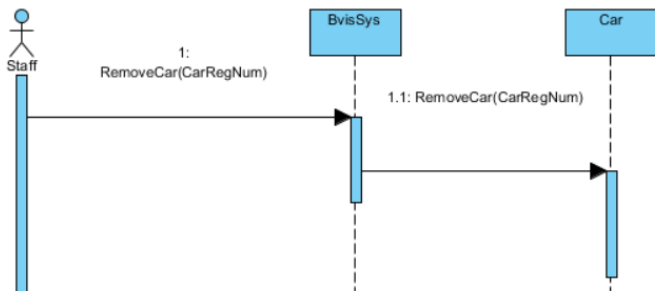 BvisSys
Car
Staff
1:
RemoveCar(CarRegNum)
1.1: RemoveCar(CarRegNum)